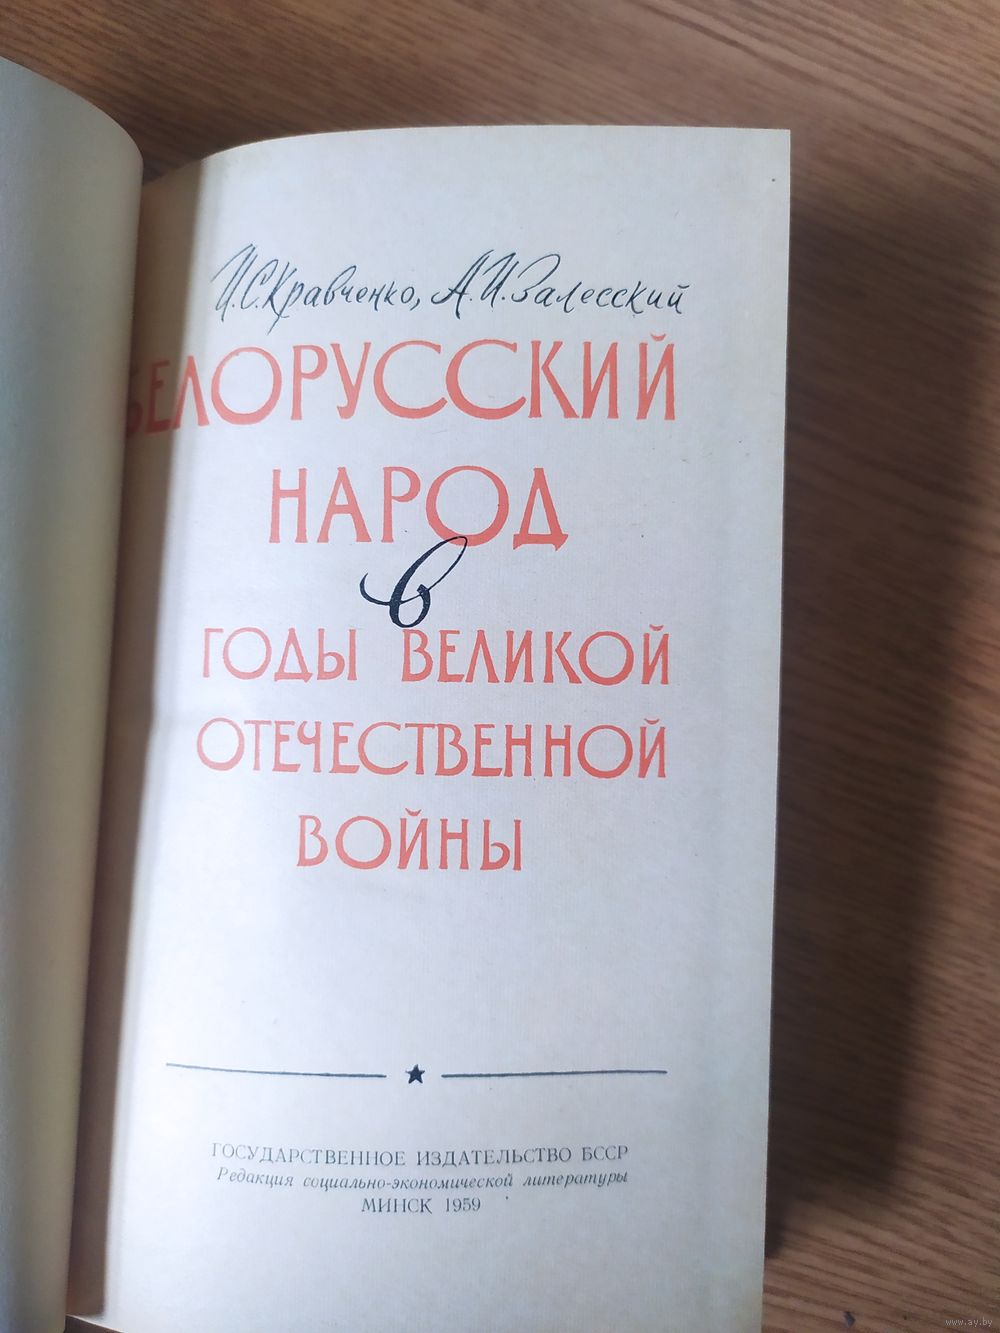 И.С.Кравченко, А.И.Залесский
БЕЛОРУССКИЙ
НАРОД
в
ГОДЫ ВЕЛИКОЙ
ОТЕЧЕСТВЕННОЙ
ВОЙНЫ
ГОСУДАРСТВЕННОЕ ИЗДАТЕЛЬСТВО БССР
Редакция социально-экономической литературы
МИНСК 1959
www.ay.by